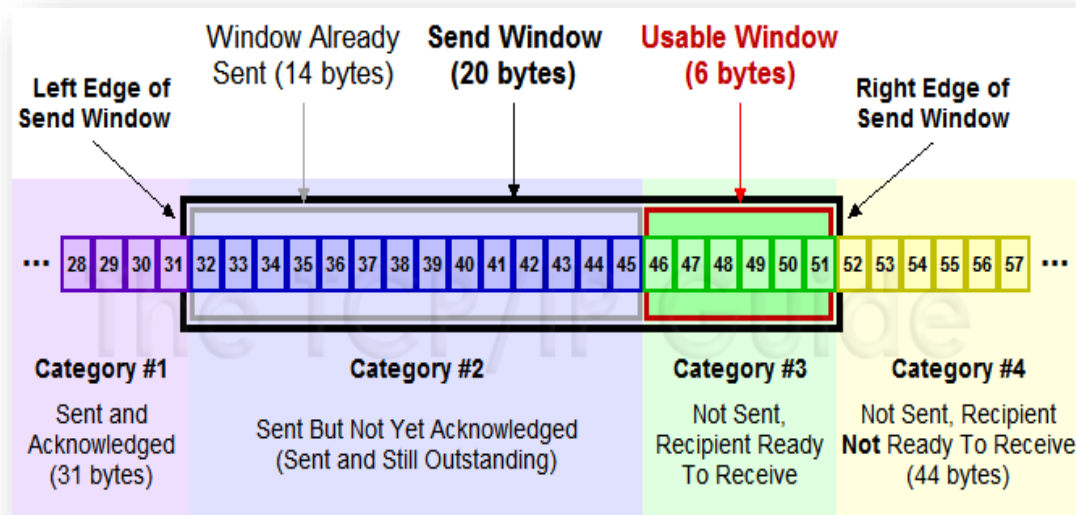 Window Already
Sent (14 bytes)
Send Window
(20 bytes)
Usable Window
(6 bytes)
Left Edge of
Send Window
Right Edge of
Send Window
... 28 29 30 31 32 33 34 35 36 37 38 39 40 41 42 43 44 45 46 47 48 49 50 51 52 53 54 55 56 57 ...
The TCP/IP Guide
Category #1
Sent and
Acknowledged
(31 bytes)
Category #2
Sent But Not Yet Acknowledged
(Sent and Still Outstanding)
Category #3
Not Sent,
Recipient Ready
To Receive
Category #4
Not Sent, Recipient
Not Ready To Receive
(44 bytes)